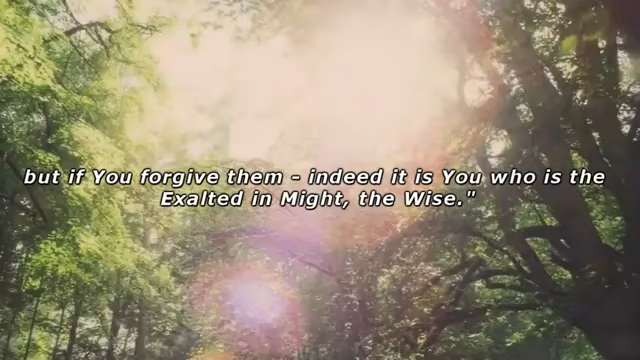 but if You forgive them - indeed it is You who is the
Exalted in Might, the Wise."